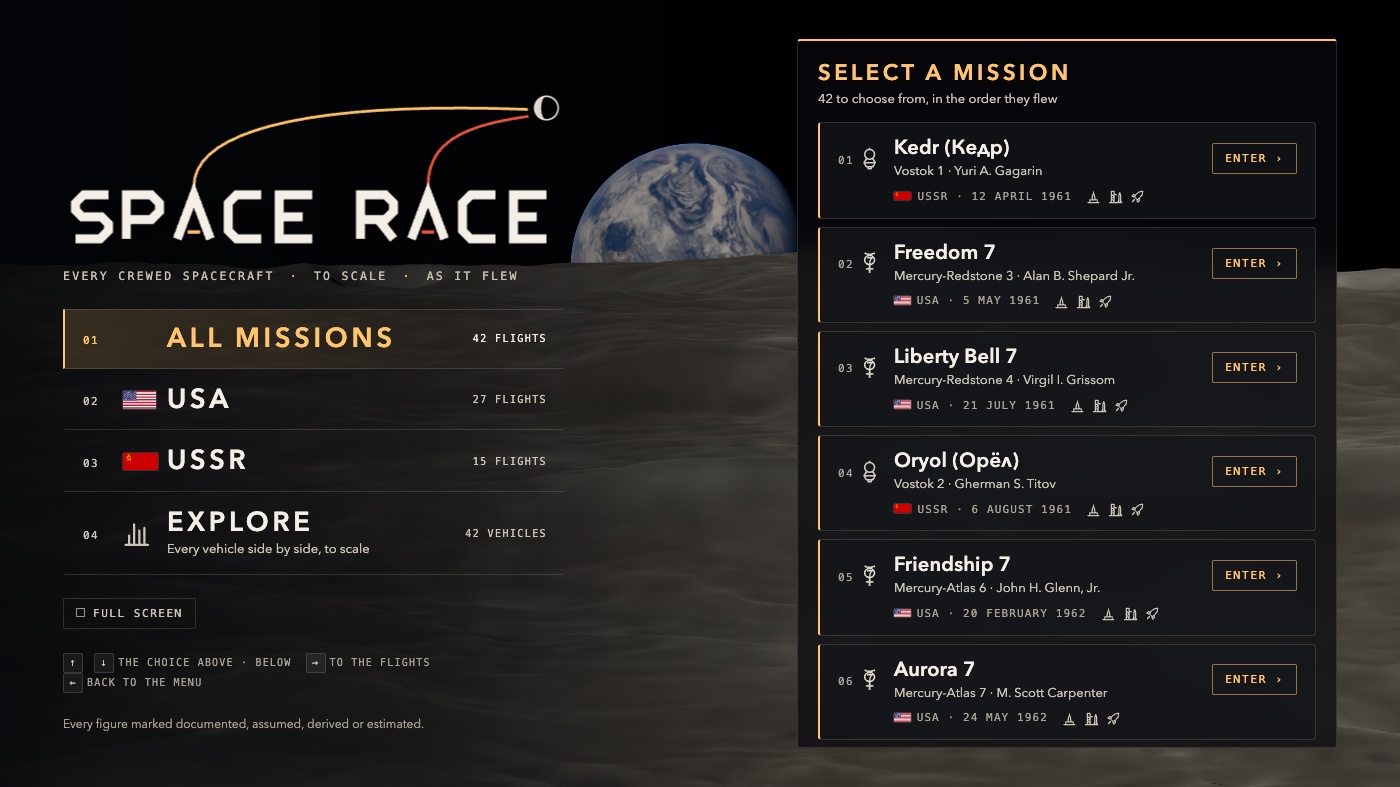 SPACE RACE
EVERY CREWED SPACECRAFT · TO SCALE · AS IT FLEW
01 ALL MISSIONS 42 FLIGHTS
02 USA 27 FLIGHTS
03 USSR 15 FLIGHTS
04 EXPLORE 42 VEHICLES
Every vehicle side by side, to scale
FULL SCREEN
↑ ↓ THE CHOICE ABOVE · BELOW → TO THE FLIGHTS
← BACK TO THE MENU
Every figure marked documented, assumed, derived or estimated.
SELECT A MISSION
42 to choose from, in the order they flew
01 Kedr (Кедр) ENTER ›
Vostok 1 · Yuri A. Gagarin
USSR · 12 APRIL 1961
02 Freedom 7 ENTER ›
Mercury-Redstone 3 · Alan B. Shepard Jr.
USA · 5 MAY 1961
03 Liberty Bell 7 ENTER ›
Mercury-Redstone 4 · Virgil I. Grissom
USA · 21 JULY 1961
04 Oryol (Орёл) ENTER ›
Vostok 2 · Gherman S. Titov
USSR · 6 AUGUST 1961
05 Friendship 7 ENTER ›
Mercury-Atlas 6 · John H. Glenn, Jr.
USA · 20 FEBRUARY 1962
06 Aurora 7 ENTER ›
Mercury-Atlas 7 · M. Scott Carpenter
USA · 24 MAY 1962